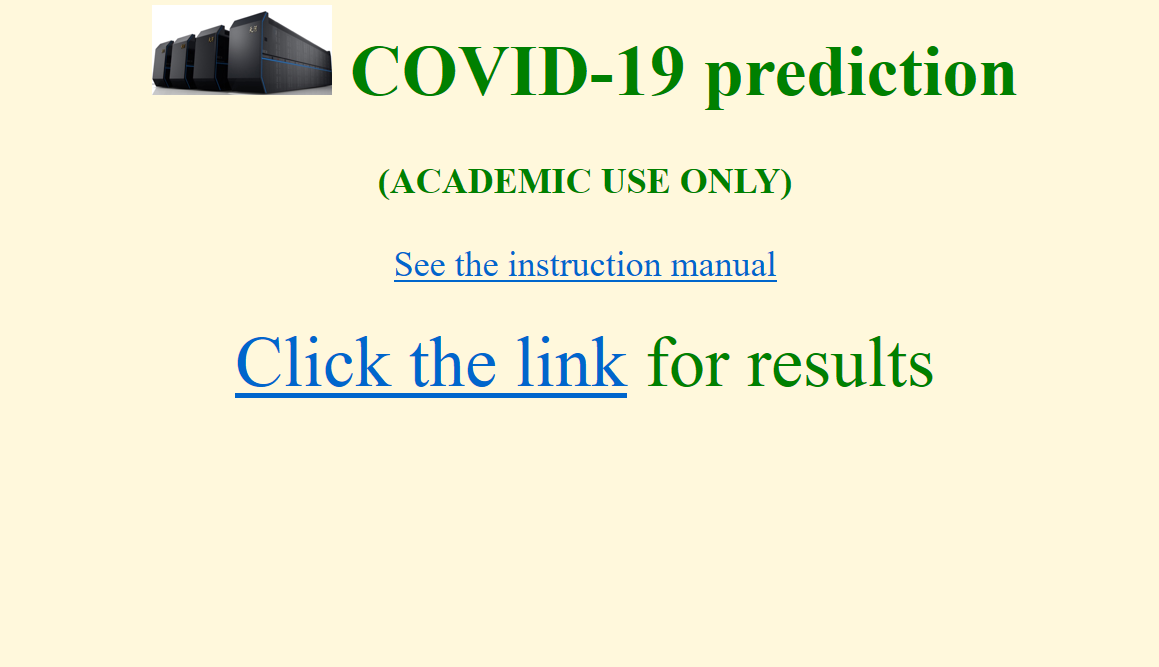 COVID-19 prediction
(ACADEMIC USE ONLY)
See the instruction manual
Click the link for results